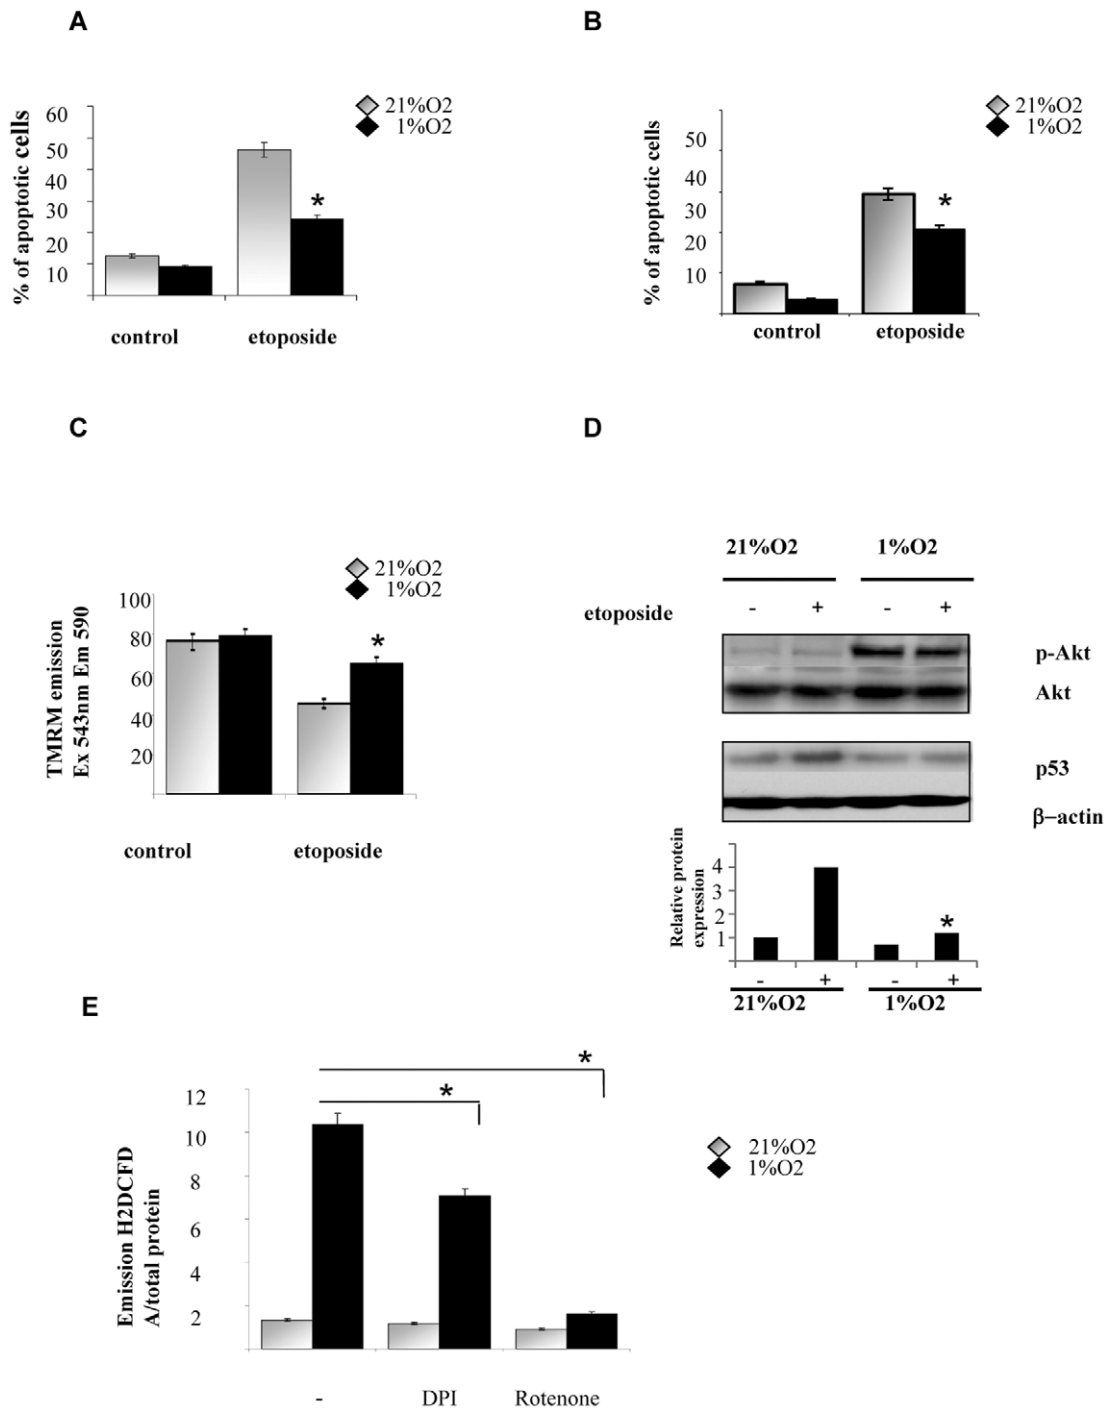 A
% of apoptotic cells
60
50
40
30
20
10
21%O2
1%O2
*
control
etoposide
B
% of apoptotic cells
50
40
30
20
10
21%O2
1%O2
*
control
etoposide
C
TMRM emission
Ex 543nm Em 590
100
80
60
40
20
21%O2
1%O2
*
control
etoposide
D
21%O2 1%O2
etoposide - + - +
p-Akt
Akt
p53
β–actin
Relative protein
expression
4
3
2
1
*
- + - +
21%O2 1%O2
E
Emission H2DCFD
A/total protein
12
10
8
6
4
2
*
*
21%O2
1%O2
- DPI Rotenone